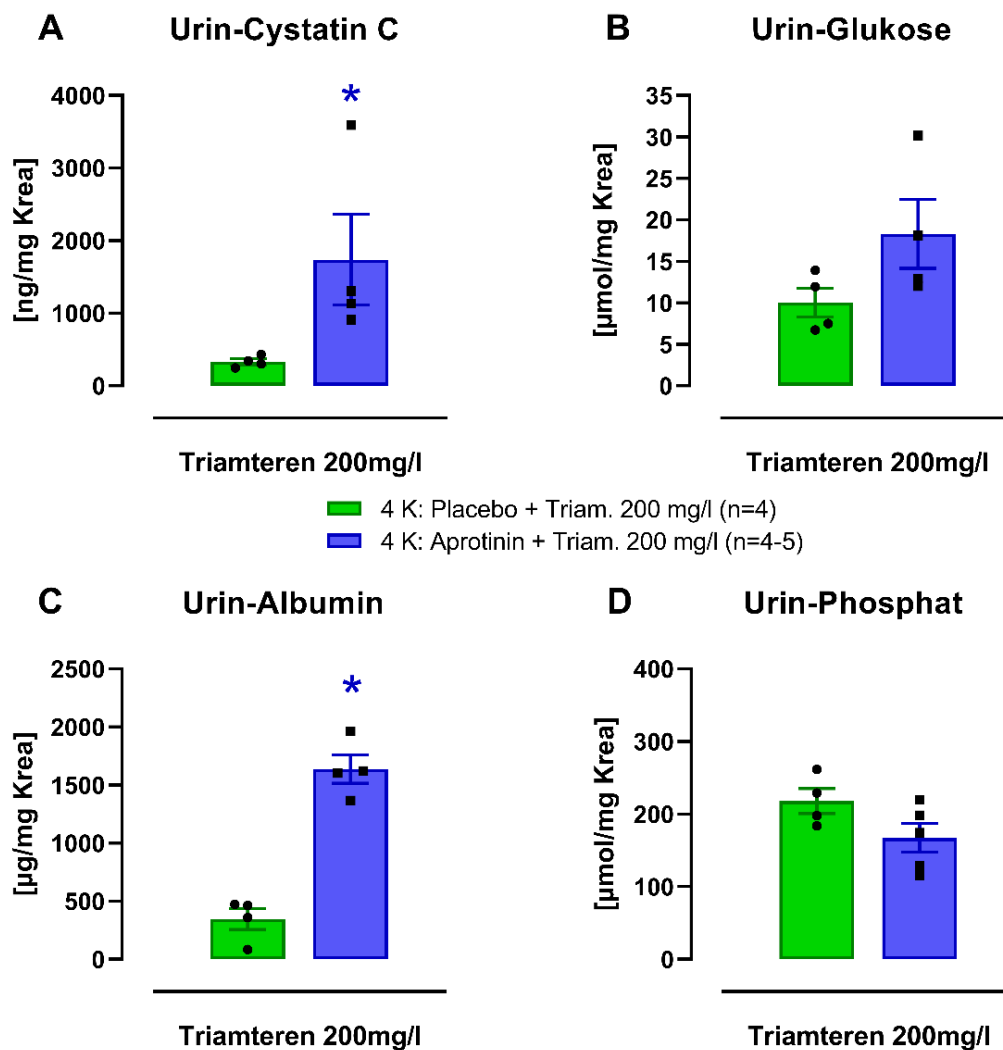 A Urin-Cystatin C
[ng/mg Krea]
4000
3000
2000
1000
0
*
Triamteren 200mg/l
B Urin-Glukose
[µmol/mg Krea]
35
30
25
20
15
10
5
0
Triamteren 200mg/l
4 K: Placebo + Triam. 200 mg/l (n=4)
4 K: Aprotinin + Triam. 200 mg/l (n=4-5)
C Urin-Albumin
[µg/mg Krea]
2500
2000
1500
1000
500
0
*
Triamteren 200mg/l
D Urin-Phosphat
[µmol/mg Krea]
400
300
200
100
0
Triamteren 200mg/l